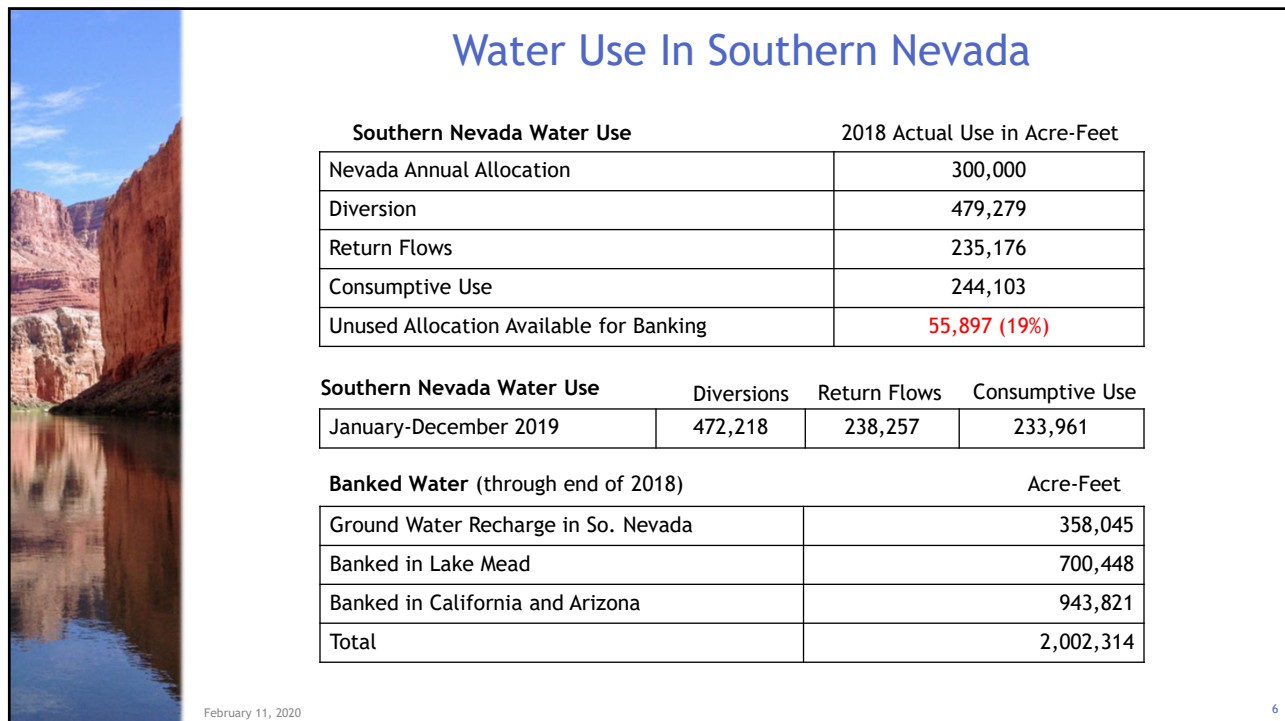 Water Use In Southern Nevada
Southern Nevada Water Use 2018 Actual Use in Acre-Feet
Nevada Annual Allocation 300,000
Diversion 479,279
Return Flows 235,176
Consumptive Use 244,103
Unused Allocation Available for Banking 55,897 (19%)
Southern Nevada Water Use Diversions Return Flows Consumptive Use
January-December 2019 472,218 238,257 233,961
Banked Water (through end of 2018) Acre-Feet
Ground Water Recharge in So. Nevada 358,045
Banked in Lake Mead 700,448
Banked in California and Arizona 943,821
Total 2,002,314
February 11, 2020 6